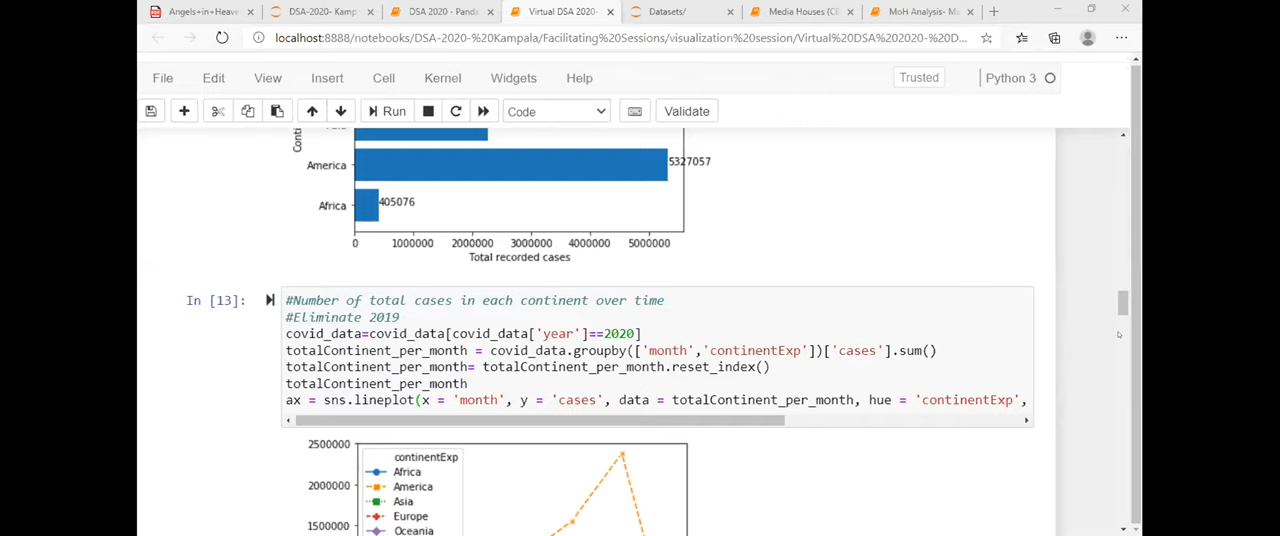 Angels+in+Heave
DSA-2020- Kamp
DSA 2020 - Panda
Virtual DSA 2020-
Datasets/
Media Houses (C
MoH Analysis- M
localhost:8888/notebooks/DSA-2020-%20Kampala/Facilitating%20Sessions/visualization%20session/Virtual%20DSA%202020-%20D...
File Edit View Insert Cell Kernel Widgets Help Trusted Python 3
Run Code Validate
Conti
America 5327057
Africa 405076
0 1000000 2000000 3000000 4000000 5000000
Total recorded cases
In [13]:
#Number of total cases in each continent over time
#Eliminate 2019
covid_data=covid_data[covid_data['year']==2020]
totalContinent_per_month = covid_data.groupby(['month','continentExp'])['cases'].sum()
totalContinent_per_month= totalContinent_per_month.reset_index()
totalContinent_per_month
ax = sns.lineplot(x = 'month', y = 'cases', data = totalContinent_per_month, hue = 'continentExp',
2500000
continentExp
Africa
2000000
America
Asia
Europe
1500000
Oceania